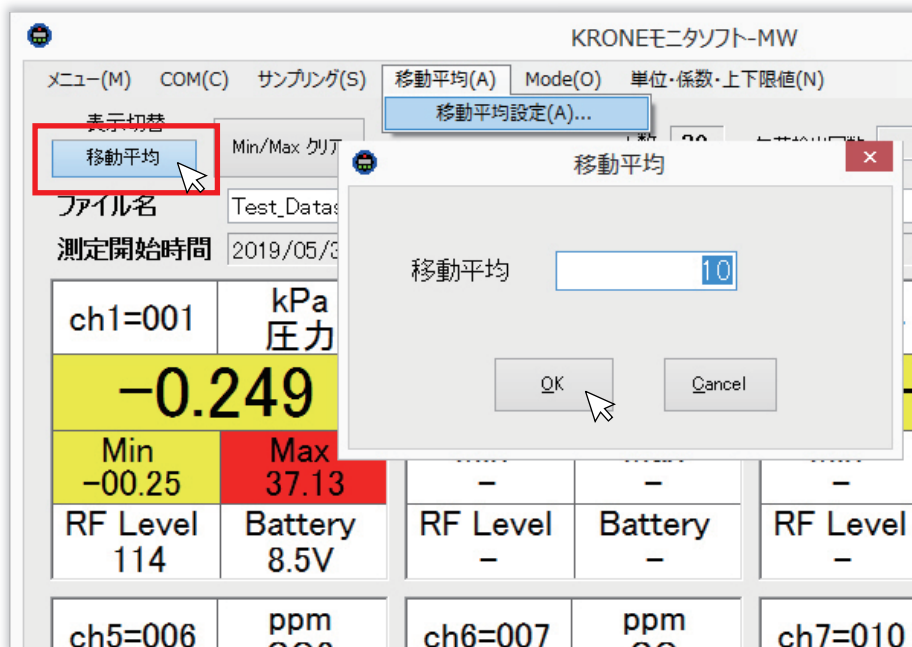 KRONEモニタソフト-MW
メニュー(M) COM(C) サンプリング(S) 移動平均(A) Mode(O) 単位・係数・上下限値(N)
移動平均設定(A)...
表示切替
移動平均
Min/Max クリア
移動平均
ファイル名 Test_Datas
測定開始時間 2019/05/3
移動平均 10
OK Cancel
ch1=001 kPa
圧力
-0.249
Min Max
-00.25 37.13
RF Level Battery RF Level Battery RF Level
114 8.5V - - -
ch5=006 ppm ch6=007 ppm ch7=010